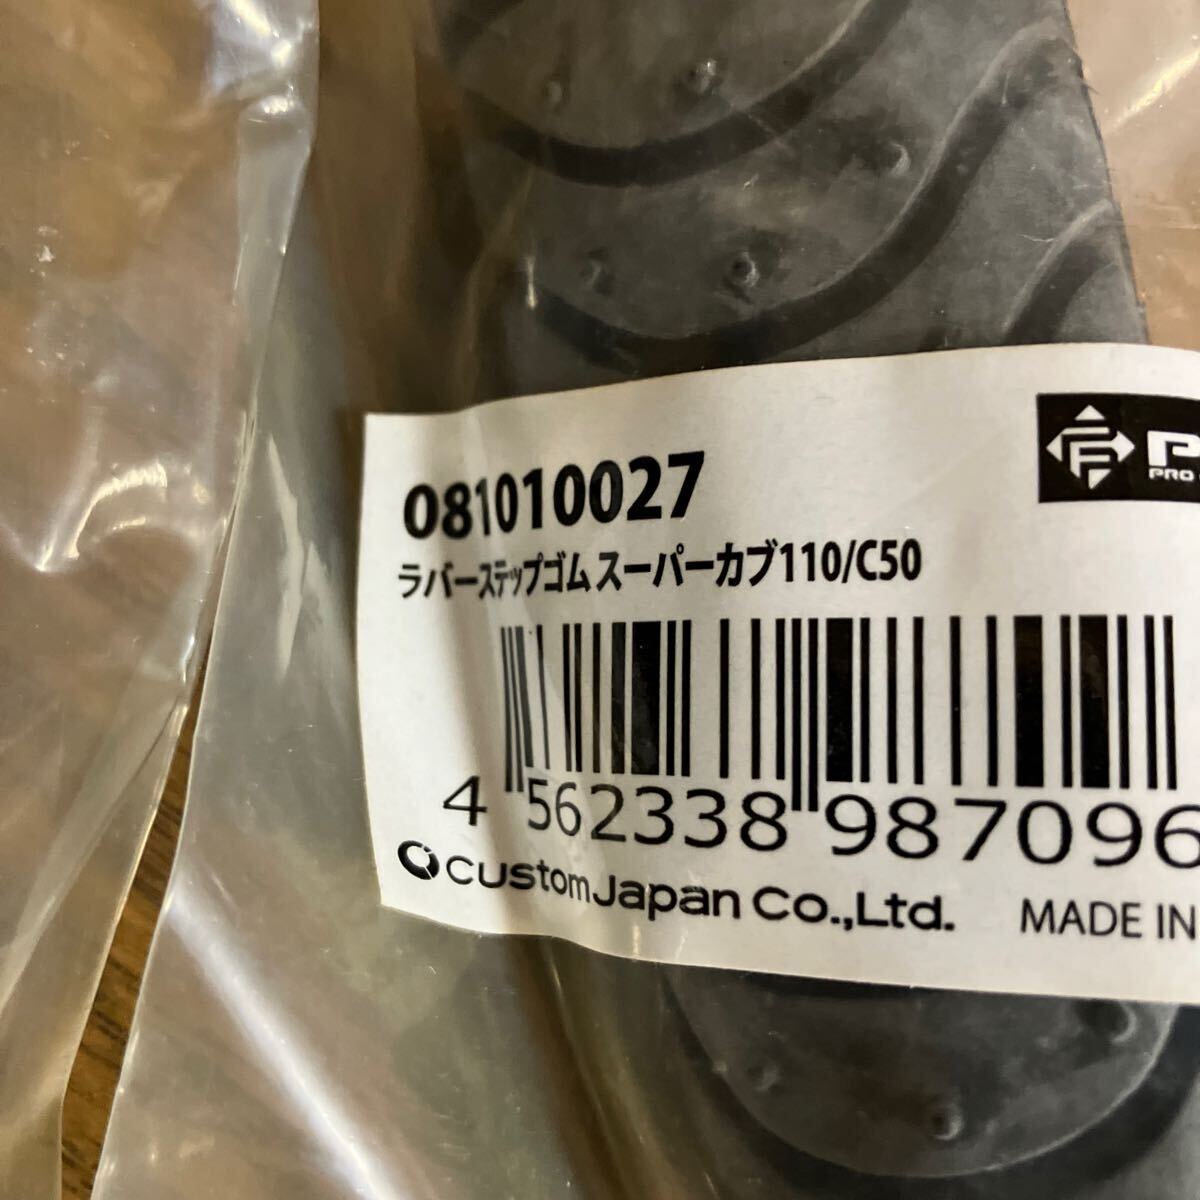 081010027
PRO
ラバーステップゴム スーパーカブ110/C50
4 562338 987096
Custom Japan Co.,Ltd.
MADE IN